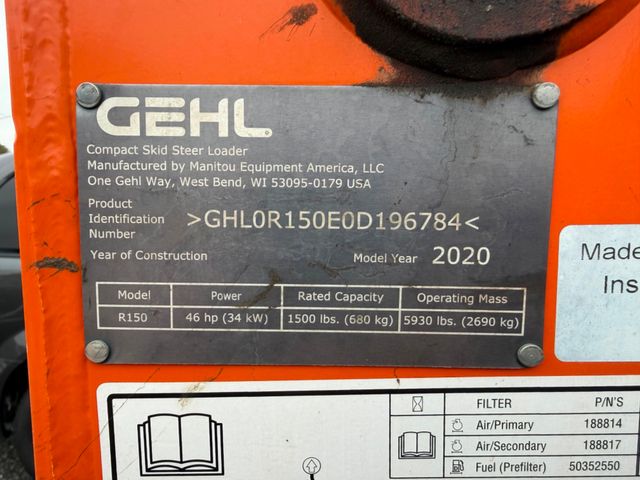 GEHL
Compact Skid Steer Loader
Manufactured by Manitou Equipment America, LLC
One Gehl Way, West Bend, WI 53095-0179 USA
Product
Identification
Number
>GHL0R150E0D196784<
Year of Construction Model Year 2020
Model Power Rated Capacity Operating Mass
R150 46 hp (34 kW) 1500 lbs. (680 kg) 5930 lbs. (2690 kg)
Made
Ins
FILTER P/N'S
Air/Primary 188814
Air/Secondary 188817
Fuel (Prefilter) 50352550